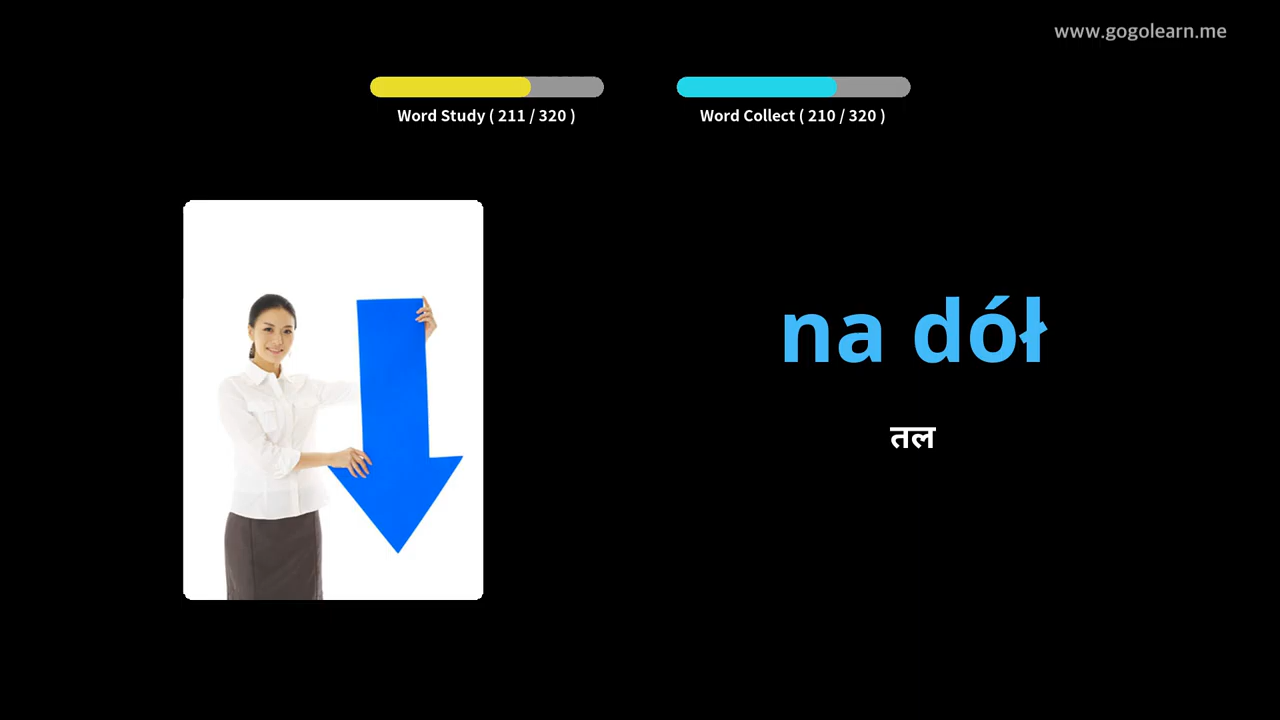 www.gogolearn.me
Word Study ( 211 / 320 )
Word Collect ( 210 / 320 )
na dół
तल